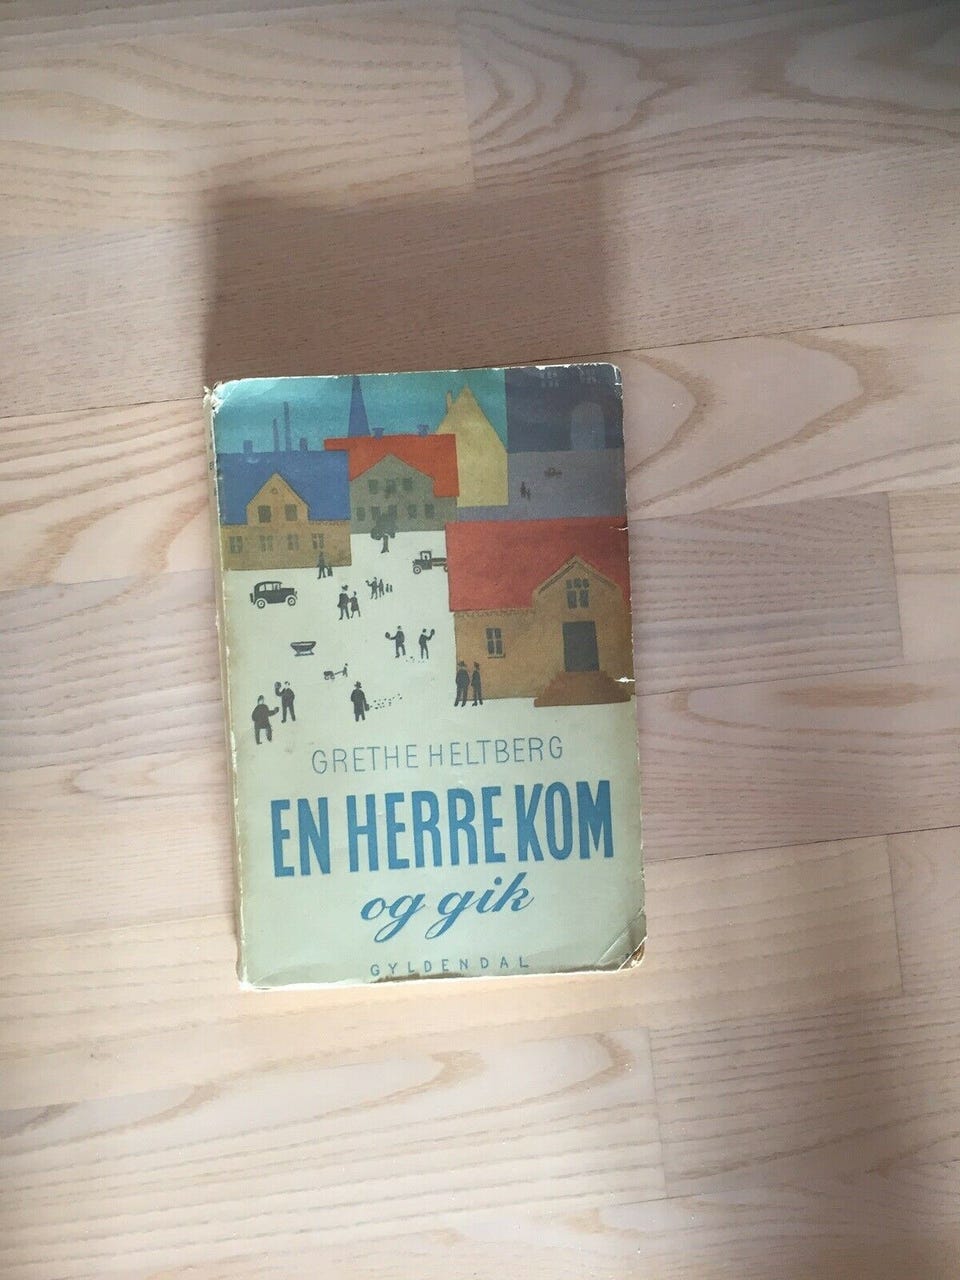 GRETHE HELTBERG
EN HERRE KOM
og gik
GYLDENDAL